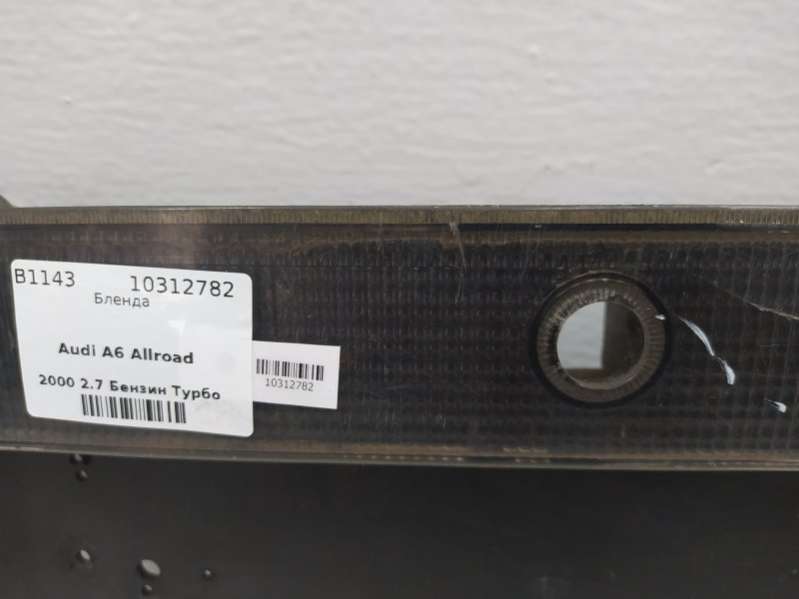 B1143 10312782
Бленда
Audi A6 Allroad
2000 2.7 Бензин Турбо
10312782